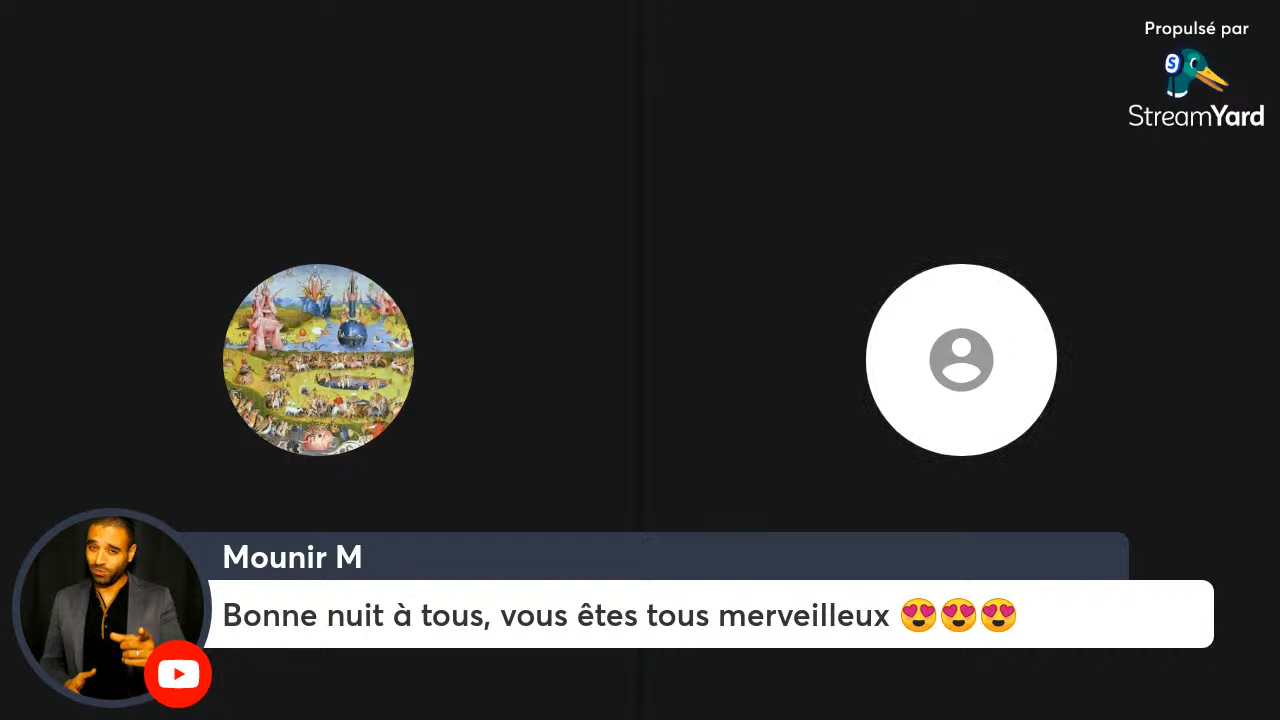 Propulsé par
StreamYard
Mounir M
Bonne nuit à tous, vous êtes tous merveilleux 😍😍😍